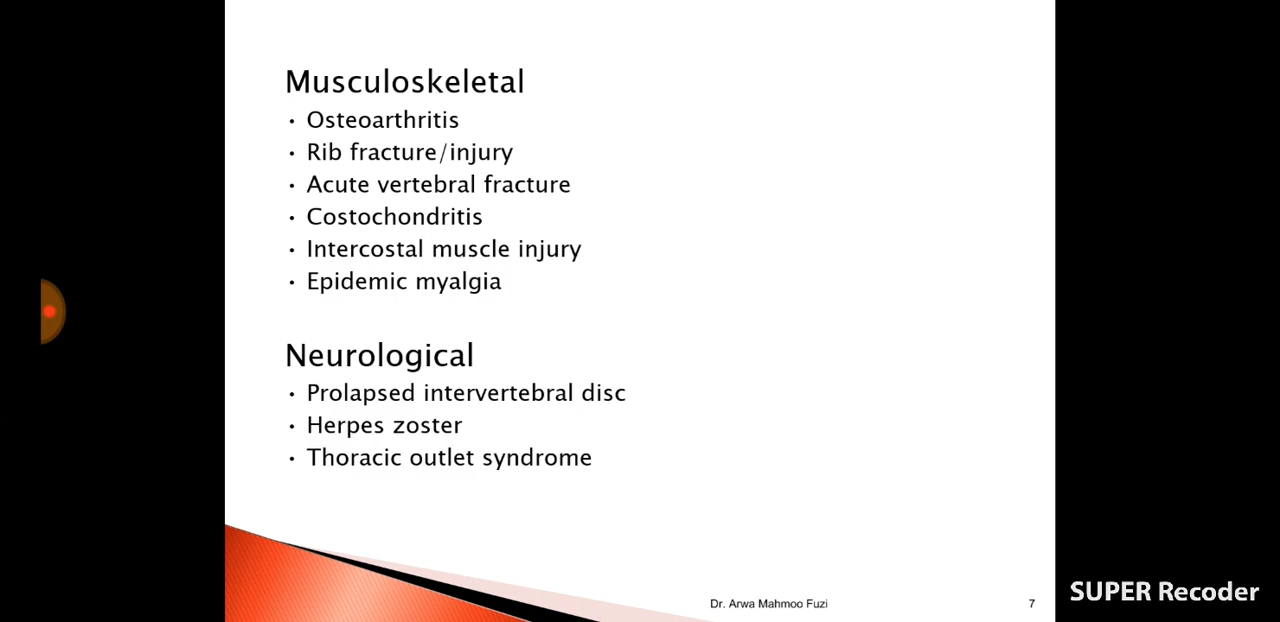 Musculoskeletal
• Osteoarthritis
• Rib fracture/injury
• Acute vertebral fracture
• Costochondritis
• Intercostal muscle injury
• Epidemic myalgia
Neurological
• Prolapsed intervertebral disc
• Herpes zoster
• Thoracic outlet syndrome
Dr. Arwa Mahmoo Fuzi
7
SUPER Recoder